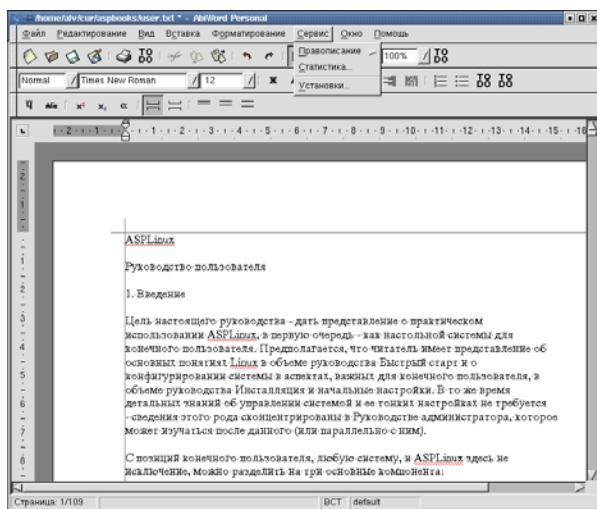 /home/alv/cur/aspbooks/user.txt * - AbiWord Personal
Файл Редактирование Вид Вставка Форматирование Сервис Окно Помощь
Правописание
Статистика...
Установки...
100%
Normal Times New Roman 12
ASPLinux
Руководство пользователя
1. Введение
Цель настоящего руководства - дать представление о практическом
использовании ASPLinux, в первую очередь - как настольной системы для
конечного пользователя. Предполагается, что читатель имеет представление об
основных понятиях Linux в объеме руководства Быстрый старт и о
конфигурировании системы в аспектах, важных для конечного пользователя, в
объеме руководства Инсталляция и начальные настройки. В то же время
детальных знаний об управлении системой и ее тонких настройках не требуется
- сведения этого рода сконцентрированы в Руководстве администратора, которое
может изучаться после данного (или параллельно с ним).
С позиций конечного пользователя, любую систему, и ASPLinux здесь не
исключение, можно разделить на три основные компонента:
Страница: 1/109 ВСТ default